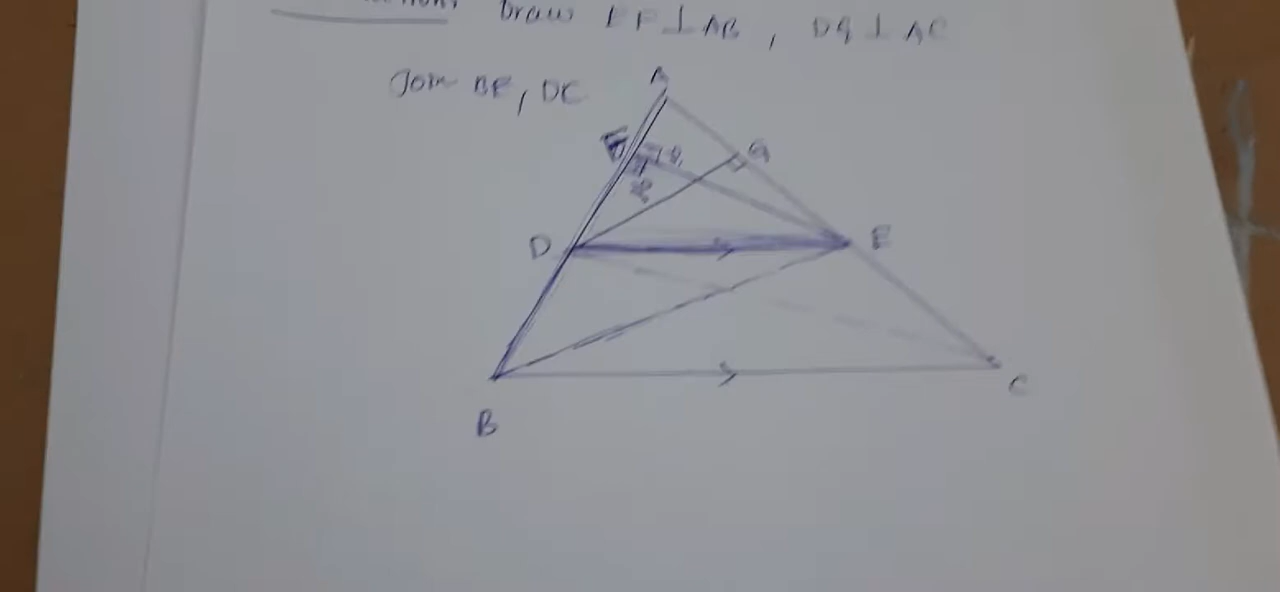 Draw EF ⊥ AB, DG ⊥ AC
Join BE, DC
A
F
G
D
E
B
C